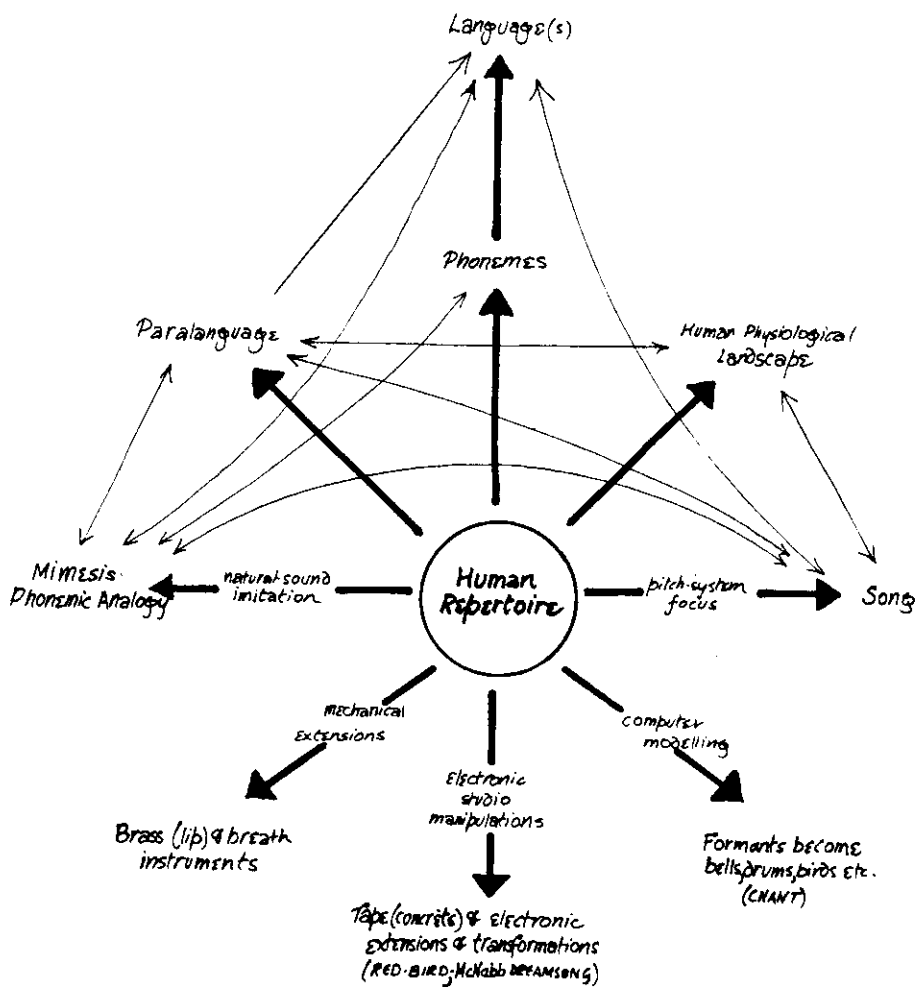 Language(s)
Phonemes
Paralanguage
Human Physiological
Landscape
Mimesis
Phonemic Analogy
natural-sound
imitation
Human
Repertoire
pitch-system
focus
Song
mechanical
extensions
computer
modelling
Electronic
studio
manipulations
Brass (lip) & breath
instruments
Formants become
bells, drums, birds etc.
(CHANT)
Tape (concrète) & electronic
extensions & transformations
(RED-BIRD; McNabb DREAMSONG)